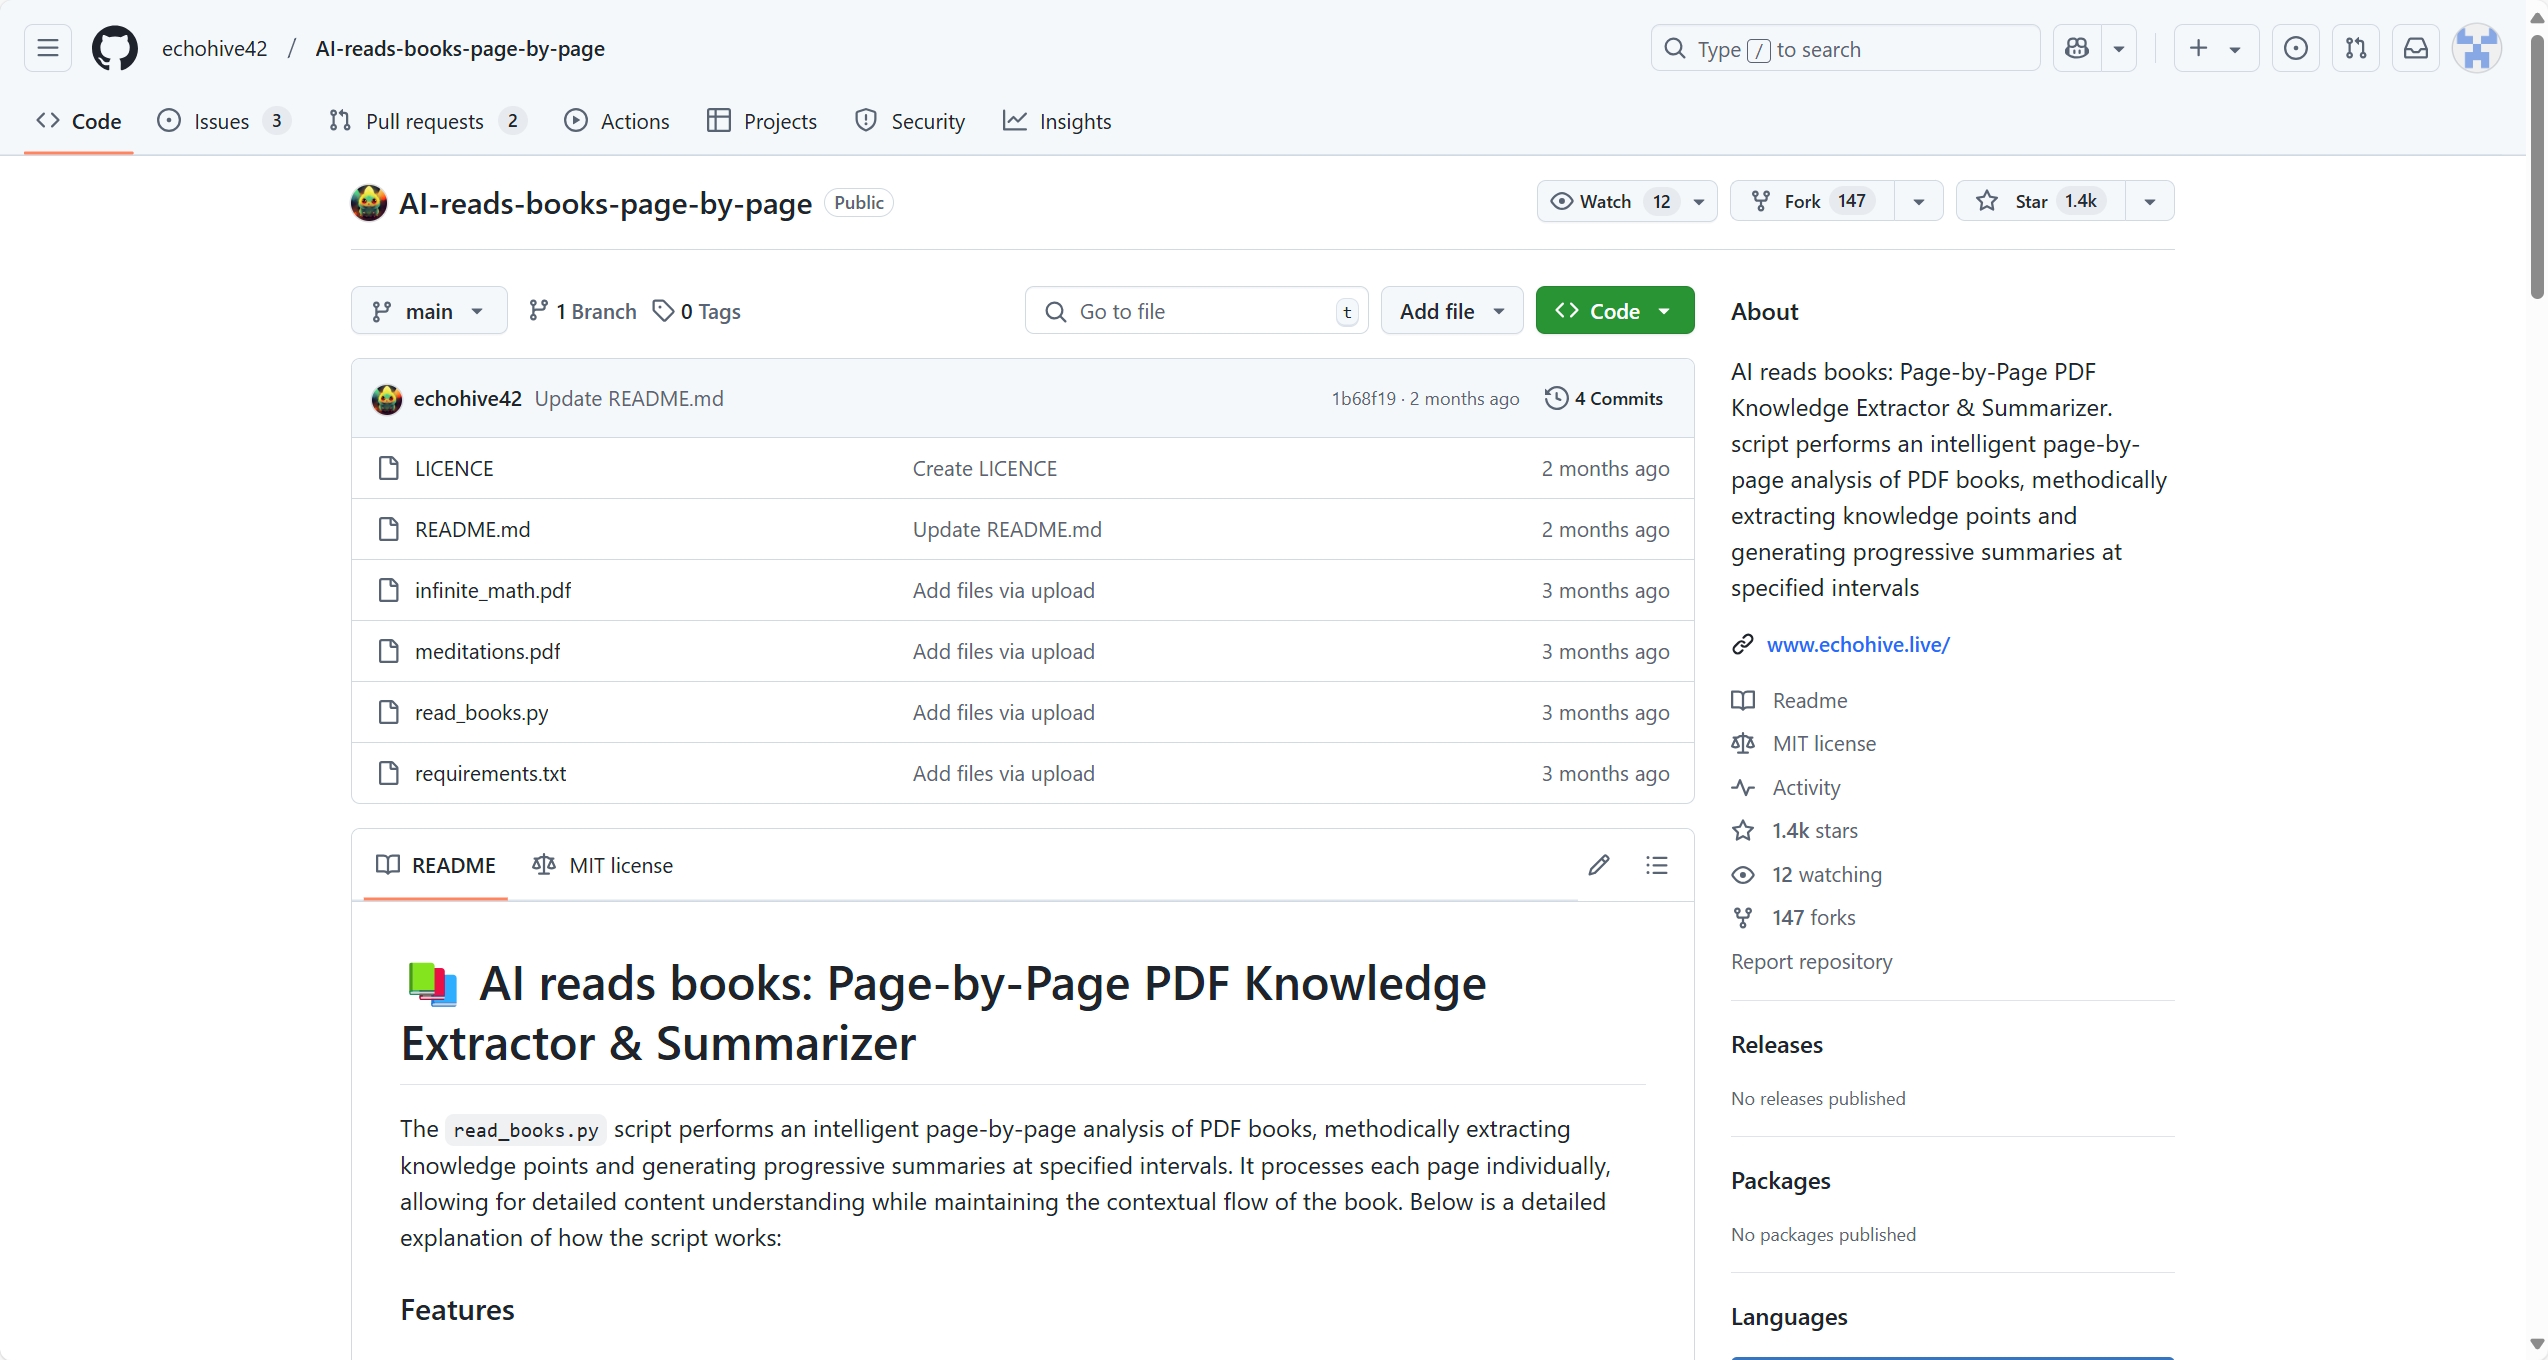 echohive42 / AI-reads-books-page-by-page
Type / to search
Code
Issues 3
Pull requests 2
Actions
Projects
Security
Insights
AI-reads-books-page-by-page Public
Watch 12
Fork 147
Star 1.4k
main
1 Branch
0 Tags
Go to file t
Add file
Code
echohive42 Update README.md 1b68f19 · 2 months ago 4 Commits
LICENCE Create LICENCE 2 months ago
README.md Update README.md 2 months ago
infinite_math.pdf Add files via upload 3 months ago
meditations.pdf Add files via upload 3 months ago
read_books.py Add files via upload 3 months ago
requirements.txt Add files via upload 3 months ago
README
MIT license
AI reads books: Page-by-Page PDF Knowledge
Extractor & Summarizer
The read_books.py script performs an intelligent page-by-page analysis of PDF books, methodically extracting
knowledge points and generating progressive summaries at specified intervals. It processes each page individually,
allowing for detailed content understanding while maintaining the contextual flow of the book. Below is a detailed
explanation of how the script works:
Features
About
AI reads books: Page-by-Page PDF
Knowledge Extractor & Summarizer.
script performs an intelligent page-by-
page analysis of PDF books, methodically
extracting knowledge points and
generating progressive summaries at
specified intervals
www.echohive.live/
Readme
MIT license
Activity
1.4k stars
12 watching
147 forks
Report repository
Releases
No releases published
Packages
No packages published
Languages